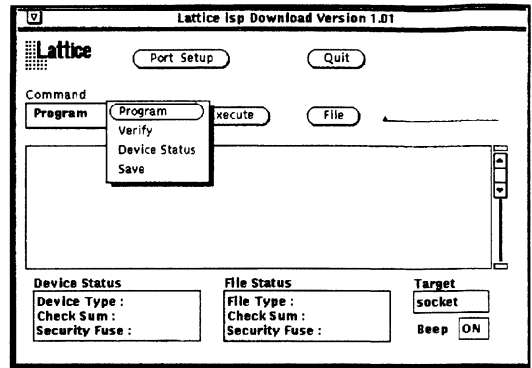 Lattice isp Download Version 1.01
Lattice
Port Setup
Quit
Command
Program
Program
xecute
File
Verify
Device Status
Save
Device Status
File Status
Target
Device Type :
File Type :
socket
Check Sum :
Check Sum :
Security Fuse :
Security Fuse :
Beep
ON